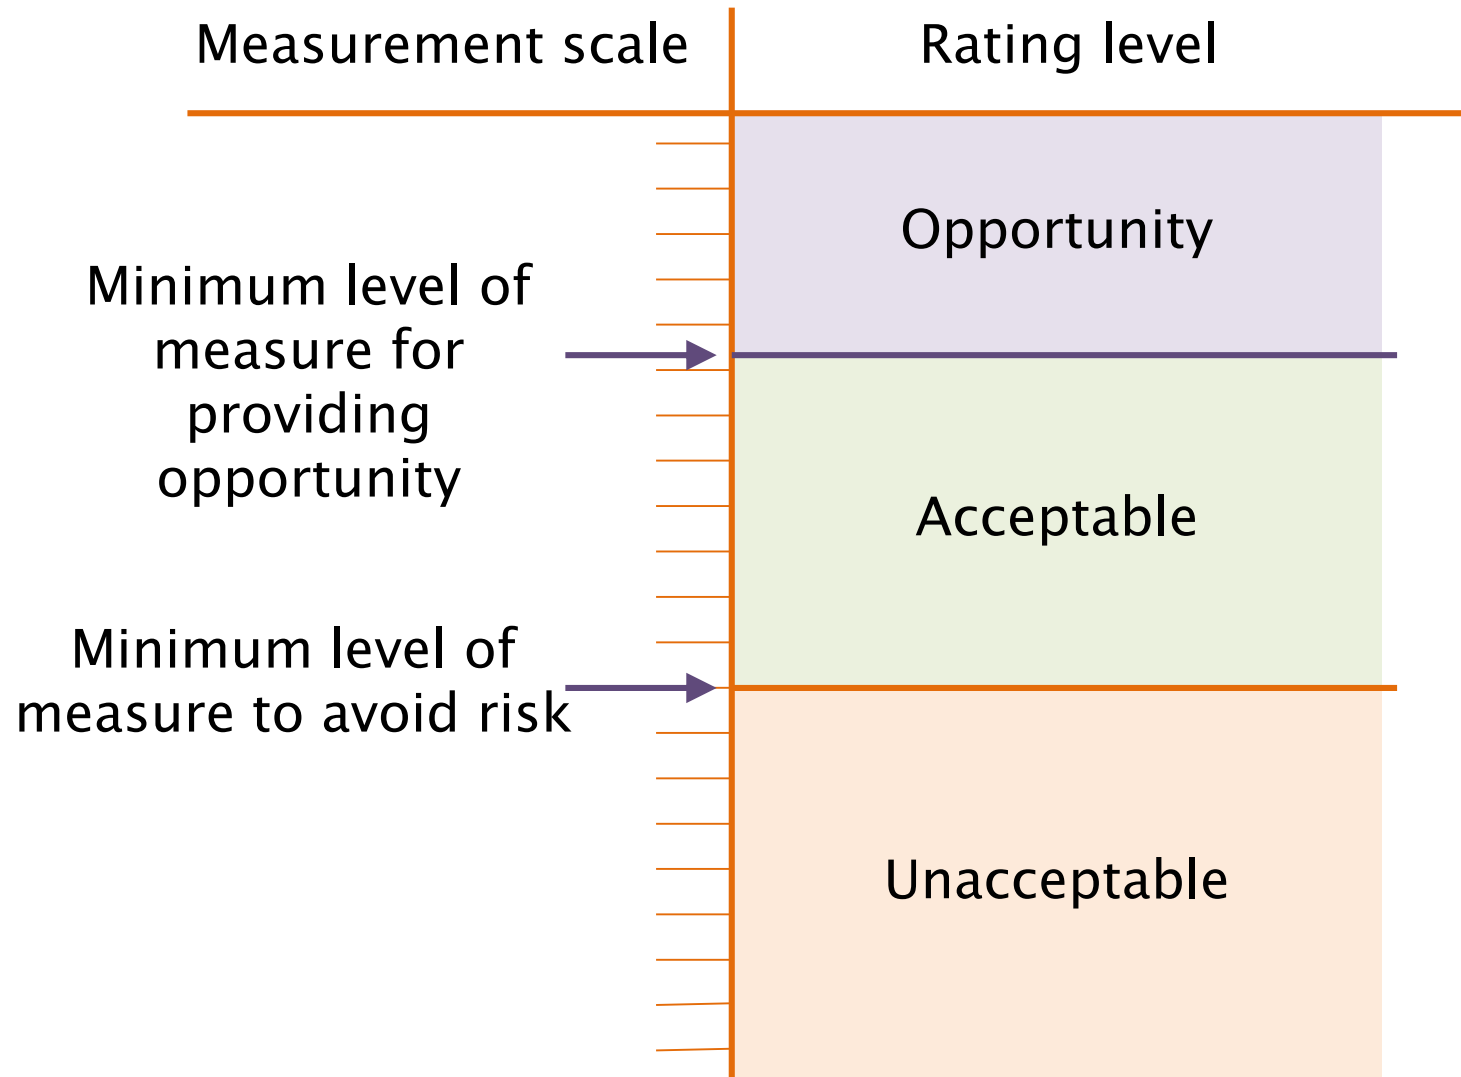 Measurement scale
Rating level
Opportunity
Minimum level of
measure for
providing
opportunity
Acceptable
Minimum level of
measure to avoid risk
Unacceptable